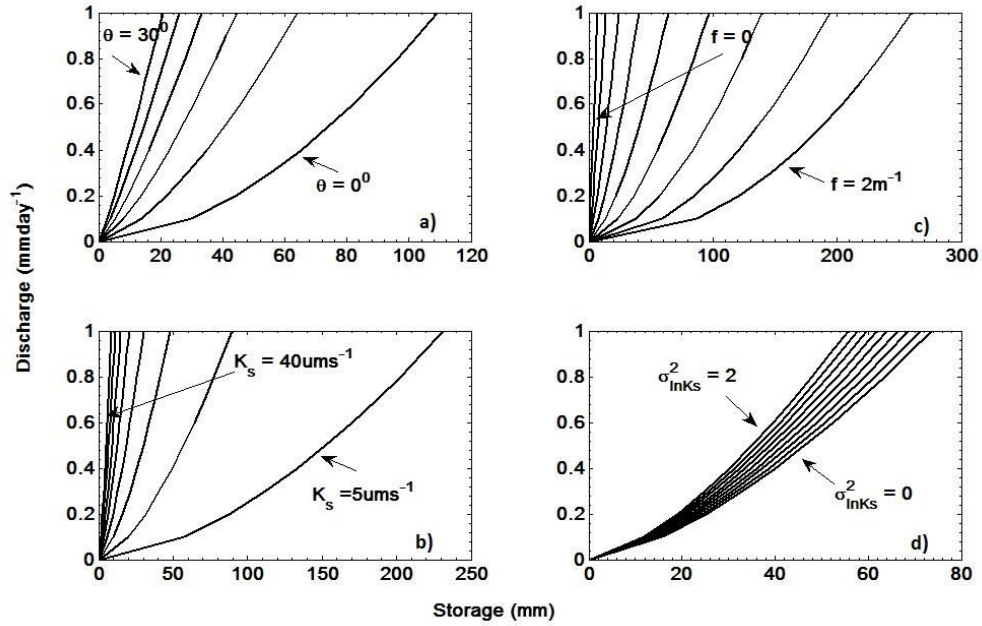 Discharge (mmday⁻¹)
1
0.8
0.6
0.4
0.2
0
θ = 30⁰
θ = 0⁰
a)
0 20 40 60 80 100 120
1
0.8
0.6
0.4
0.2
0
f = 0
f = 2m⁻¹
c)
0 100 200 300
1
0.8
0.6
0.4
0.2
0
Kₛ = 40ums⁻¹
Kₛ =5ums⁻¹
b)
0 50 100 150 200 250
1
0.8
0.6
0.4
0.2
0
σ²lnKs = 2
σ²lnKs = 0
d)
0 20 40 60 80
Storage (mm)